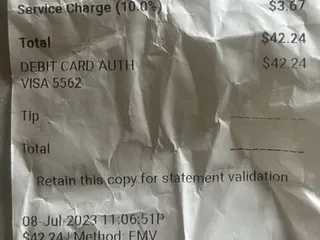 Service Charge (10.0%) $3.67
Total $42.24
DEBIT CARD AUTH $42.24
VISA 5562
Tip
Total
Retain this copy for statement validation
08-Jul-2023 11:06:51P
$42.24 | Method: EMV